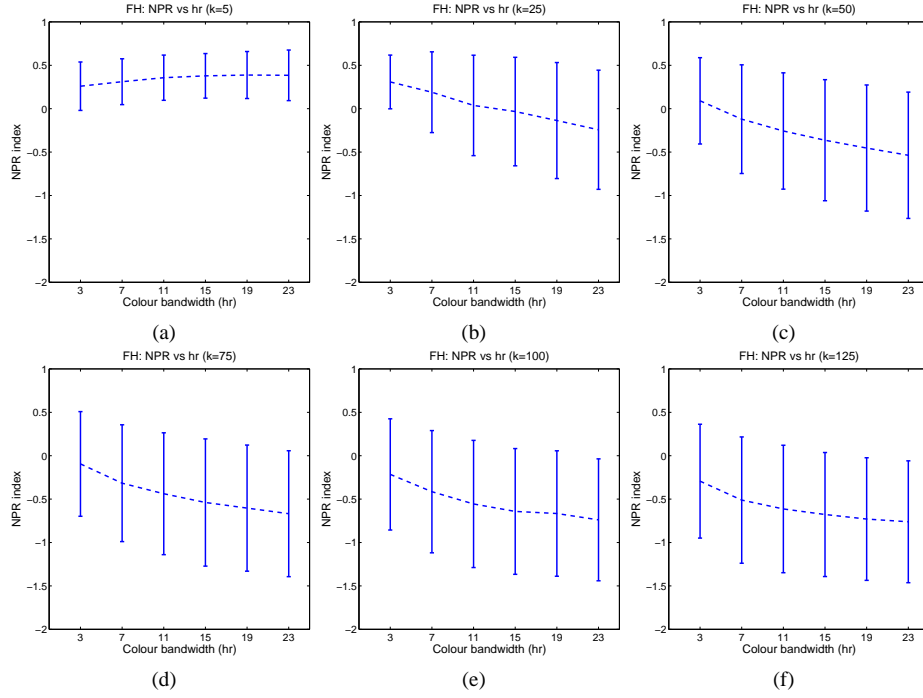 FH: NPR vs hr (k=5)
1
0.5
0
−0.5
−1
−1.5
−2
NPR index
3 7 11 15 19 23
Colour bandwidth (hr)
(a)
FH: NPR vs hr (k=25)
1
0.5
0
−0.5
−1
−1.5
−2
NPR index
3 7 11 15 19 23
Colour bandwidth (hr)
(b)
FH: NPR vs hr (k=50)
1
0.5
0
−0.5
−1
−1.5
−2
NPR index
3 7 11 15 19 23
Colour bandwidth (hr)
(c)
FH: NPR vs hr (k=75)
1
0.5
0
−0.5
−1
−1.5
−2
NPR index
3 7 11 15 19 23
Colour bandwidth (hr)
(d)
FH: NPR vs hr (k=100)
1
0.5
0
−0.5
−1
−1.5
−2
NPR index
3 7 11 15 19 23
Colour bandwidth (hr)
(e)
FH: NPR vs hr (k=125)
1
0.5
0
−0.5
−1
−1.5
−2
NPR index
3 7 11 15 19 23
Colour bandwidth (hr)
(f)